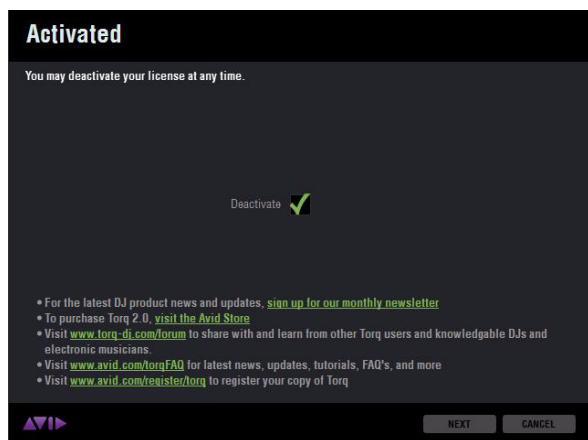 Activated
You may deactivate your license at any time.
Deactivate
• For the latest DJ product news and updates, sign up for our monthly newsletter
• To purchase Torq 2.0, visit the Avid Store
• Visit www.torq-dj.com/forum to share with and learn from other Torq users and knowledgable DJs and
electronic musicians.
• Visit www.avid.com/torqFAQ for latest news, updates, tutorials, FAQ's, and more
• Visit www.avid.com/register/torq to register your copy of Torq
AVID
NEXT
CANCEL